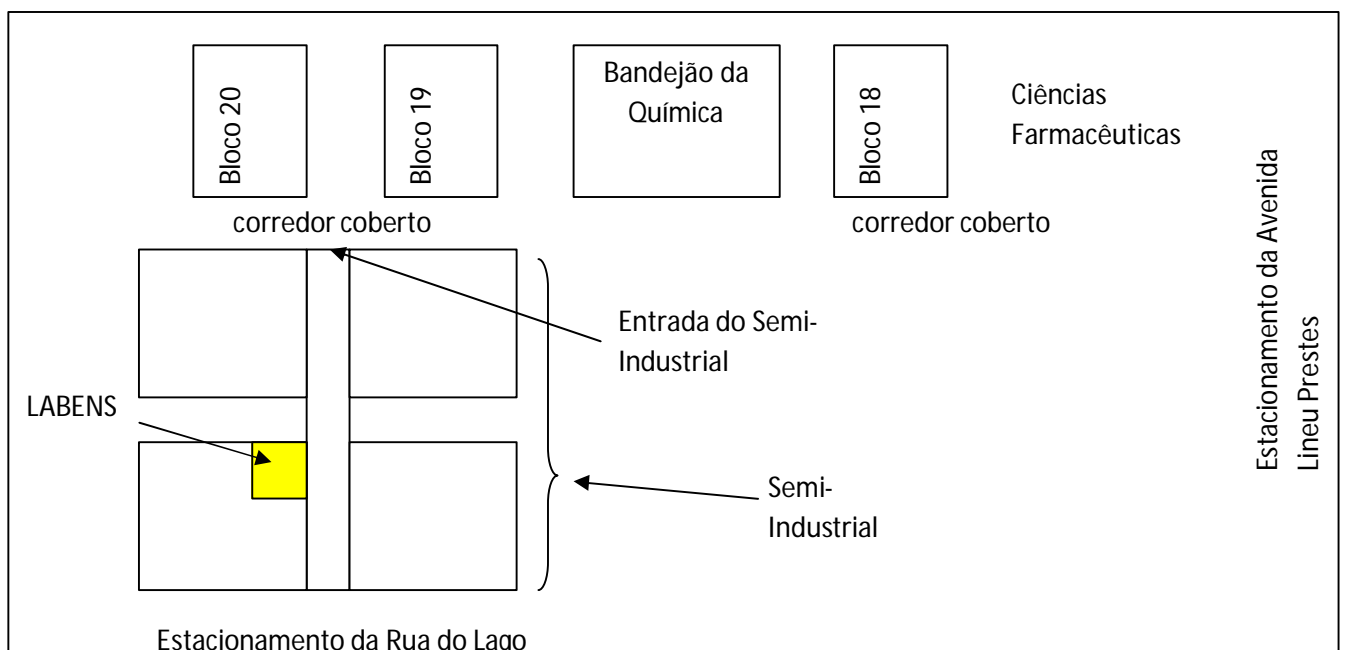 Bloco 20
Bloco 19
Bandejão da
Química
Bloco 18
Ciências
Farmacêuticas
corredor coberto
corredor coberto
Estacionamento da Avenida
Lineu Prestes
Entrada do Semi-
Industrial
LABENS
Semi-
Industrial
Estacionamento da Rua do Lago